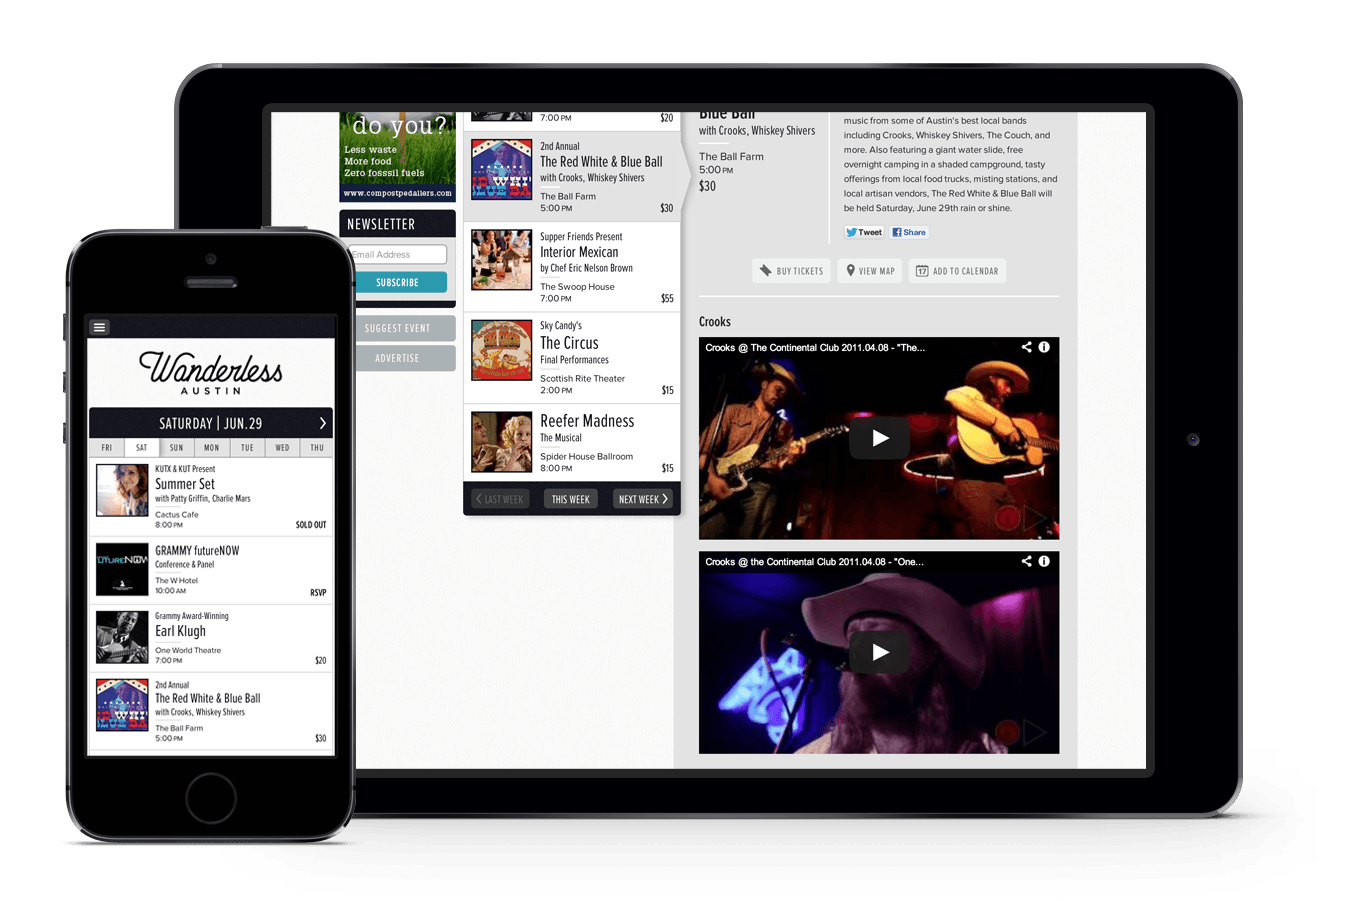 do you?
Less waste
More food
Zero fosssil fuels
www.compostpedallers.com
NEWSLETTER
Email Address
SUBSCRIBE
SUGGEST EVENT
ADVERTISE
7:00 PM
$20
2nd Annual
The Red White & Blue Ball
with Crooks, Whiskey Shivers
The Ball Farm
5:00 PM
$30
Supper Friends Present
Interior Mexican
by Chef Eric Nelson Brown
The Swoop House
7:00 PM
$55
Sky Candy's
The Circus
Final Performances
Scottish Rite Theater
2:00 PM
$15
Reefer Madness
The Musical
Spider House Ballroom
8:00 PM
$15
LAST WEEK
THIS WEEK
NEXT WEEK
Blue Ball
with Crooks, Whiskey Shivers
The Ball Farm
5:00 PM
$30
music from some of Austin's best local bands
including Crooks, Whiskey Shivers, The Couch, and
more. Also featuring a giant water slide, free
overnight camping in a shaded campground, tasty
offerings from local food trucks, misting stations, and
local artisan vendors, The Red White & Blue Ball will
be held Saturday, June 29th rain or shine.
Tweet
Share
BUY TICKETS
VIEW MAP
17 ADD TO CALENDAR
Crooks
Crooks @ The Continental Club 2011.04.08 - "The...
Crooks @ the Continental Club 2011.04.08 - "One...
Wanderless
AUSTIN
SATURDAY | JUN.29
FRI SAT SUN MON TUE WED THU
KUTX & KUT Present
Summer Set
with Patty Griffin, Charlie Mars
Cactus Cafe
8:00 PM
SOLD OUT
GRAMMY futureNOW
Conference & Panel
The W Hotel
10:00 AM
RSVP
Grammy Award-Winning
Earl Klugh
One World Theatre
7:00 PM
$20
2nd Annual
The Red White & Blue Ball
with Crooks, Whiskey Shivers
The Ball Farm
5:00 PM
$30